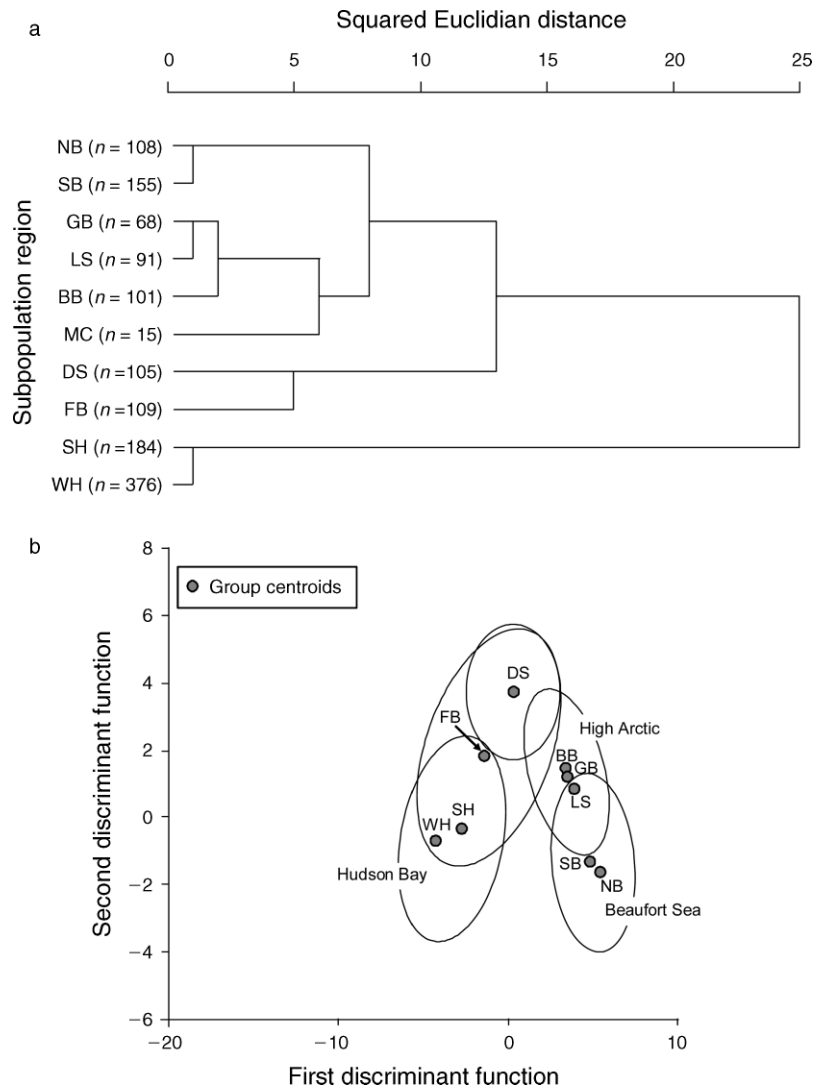 a
Squared Euclidian distance
0 5 10 15 20 25
Subpopulation region
NB (n = 108)
SB (n = 155)
GB (n = 68)
LS (n = 91)
BB (n = 101)
MC (n = 15)
DS (n =105)
FB (n =109)
SH (n =184)
WH (n = 376)
b
8
Group centroids
6
4
2
0
−2
−4
−6
Second discriminant function
DS
FB
High Arctic
BB
GB
LS
SH
WH
Hudson Bay
SB
NB
Beaufort Sea
−20 −10 0 10
First discriminant function